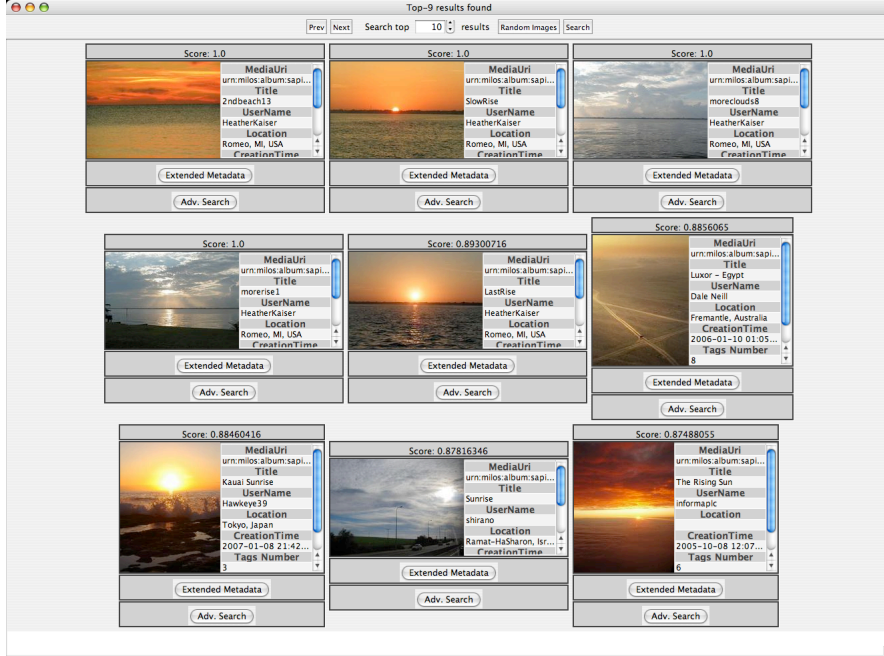 Top-9 results found
Prev Next Search top 10 results Random Images Search
Score: 1.0
MediaUri
urn:milos:album:sapi...
Title
2ndbeach13
UserName
HeatherKaiser
Location
Romeo, MI, USA
CreationTime
Extended Metadata
Adv. Search
Score: 1.0
MediaUri
urn:milos:album:sapi...
Title
SlowRise
UserName
HeatherKaiser
Location
Romeo, MI, USA
CreationTime
Extended Metadata
Adv. Search
Score: 1.0
MediaUri
urn:milos:album:sapi...
Title
moreclouds8
UserName
HeatherKaiser
Location
Romeo, MI, USA
CreationTime
Extended Metadata
Adv. Search
Score: 1.0
MediaUri
urn:milos:album:sapi...
Title
morerise1
UserName
HeatherKaiser
Location
Romeo, MI, USA
CreationTime
Extended Metadata
Adv. Search
Score: 0.89300716
MediaUri
urn:milos:album:sapi...
Title
LastRise
UserName
HeatherKaiser
Location
Romeo, MI, USA
CreationTime
Extended Metadata
Adv. Search
Score: 0.8856065
MediaUri
urn:milos:album:sapi...
Title
Luxor - Egypt
UserName
Dale Neill
Location
Fremantle, Australia
CreationTime
2006-01-10 01:05...
Tags Number
8
Extended Metadata
Adv. Search
Score: 0.88460416
MediaUri
urn:milos:album:sapi...
Title
Kauai Sunrise
UserName
Hawkeye39
Location
Tokyo, Japan
CreationTime
2007-01-08 21:42...
Tags Number
3
Extended Metadata
Adv. Search
Score: 0.87816346
MediaUri
urn:milos:album:sapi...
Title
Sunrise
UserName
shirano
Location
Ramat-HaSharon, Isr...
CreationTime
Extended Metadata
Adv. Search
Score: 0.87488055
MediaUri
urn:milos:album:sapi...
Title
The Rising Sun
UserName
informaplc
Location
CreationTime
2005-10-08 12:07...
Tags Number
6
Extended Metadata
Adv. Search